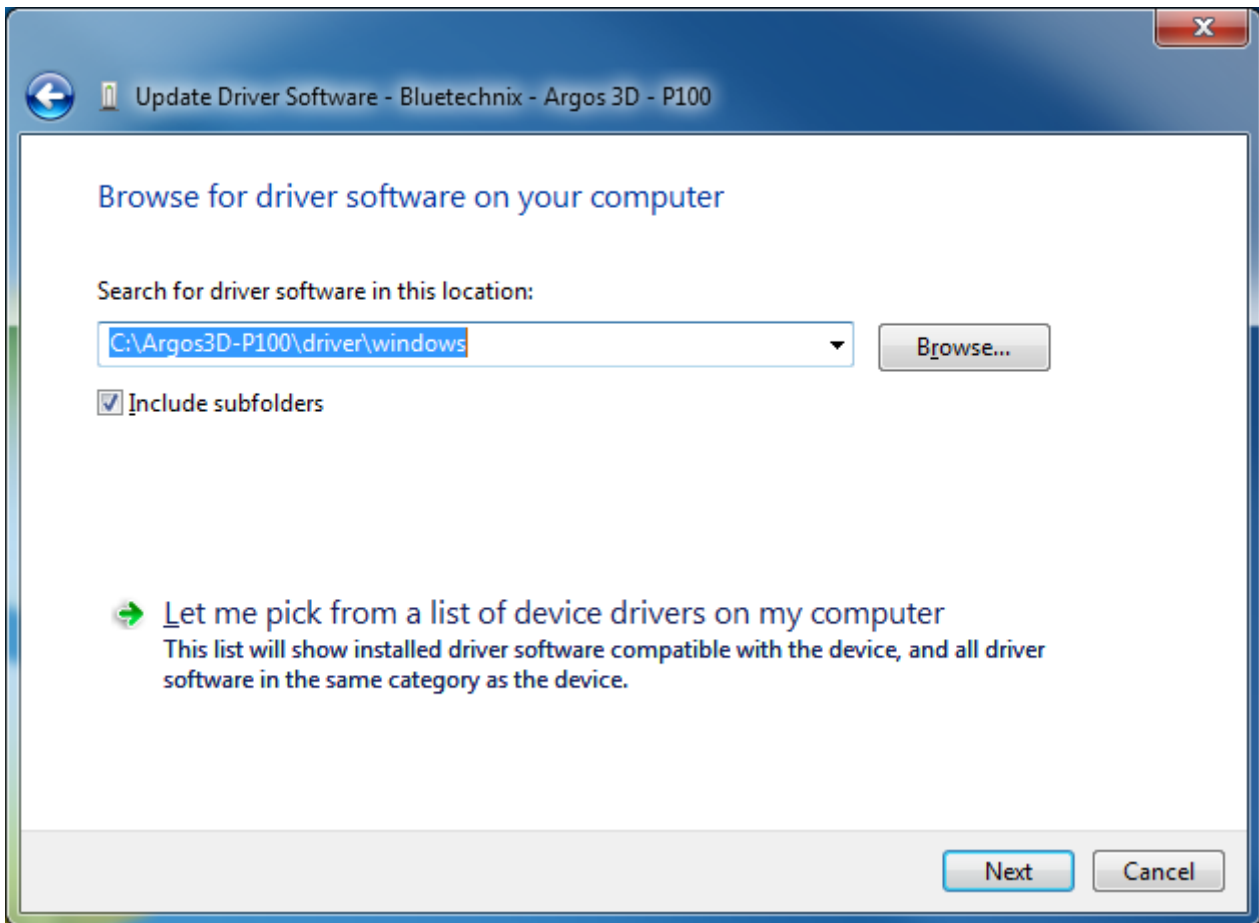 Update Driver Software - Bluetechnix - Argos 3D - P100
Browse for driver software on your computer
Search for driver software in this location:
C:\Argos3D-P100\driver\windows
Browse...
Include subfolders
Let me pick from a list of device drivers on my computer
This list will show installed driver software compatible with the device, and all driver
software in the same category as the device.
Next
Cancel